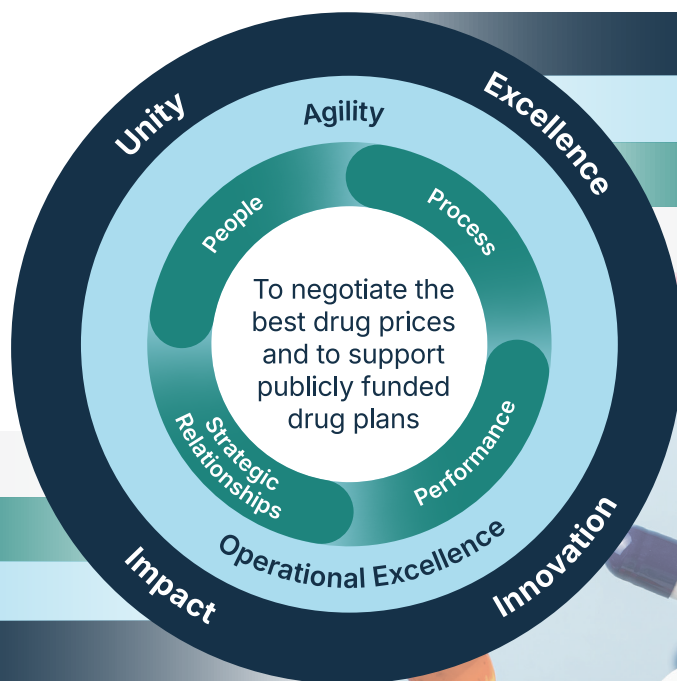 Unity
Excellence
Agility
People
Process
To negotiate the
best drug prices
and to support
publicly funded
drug plans
Strategic
Relationships
Performance
Operational Excellence
Impact
Innovation